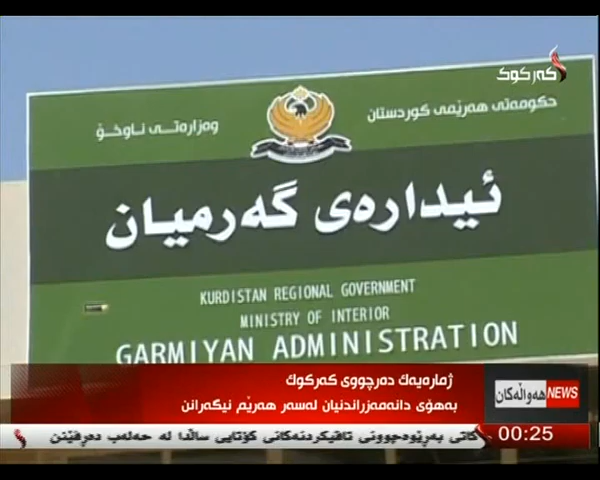 کەرکوک
حکومەتی هەرێمی کوردستان
وەزارەتی ناوخۆ
ئیدارەی گەرمیان
KURDISTAN REGIONAL GOVERNMENT
MINISTRY OF INTERIOR
GARMIYAN ADMINISTRATION
ژمارەیەک دەرچووی کەرکوک
بەهۆی دانەمەزراندنیان لەسەر هەرێم نیگەرانن
هەواڵەکان NEWS
کاتی بەڕێوەچوونی تاقیکردنەکانی کۆتایی ساڵدا لە حەلەب دەرفێنن
00:25